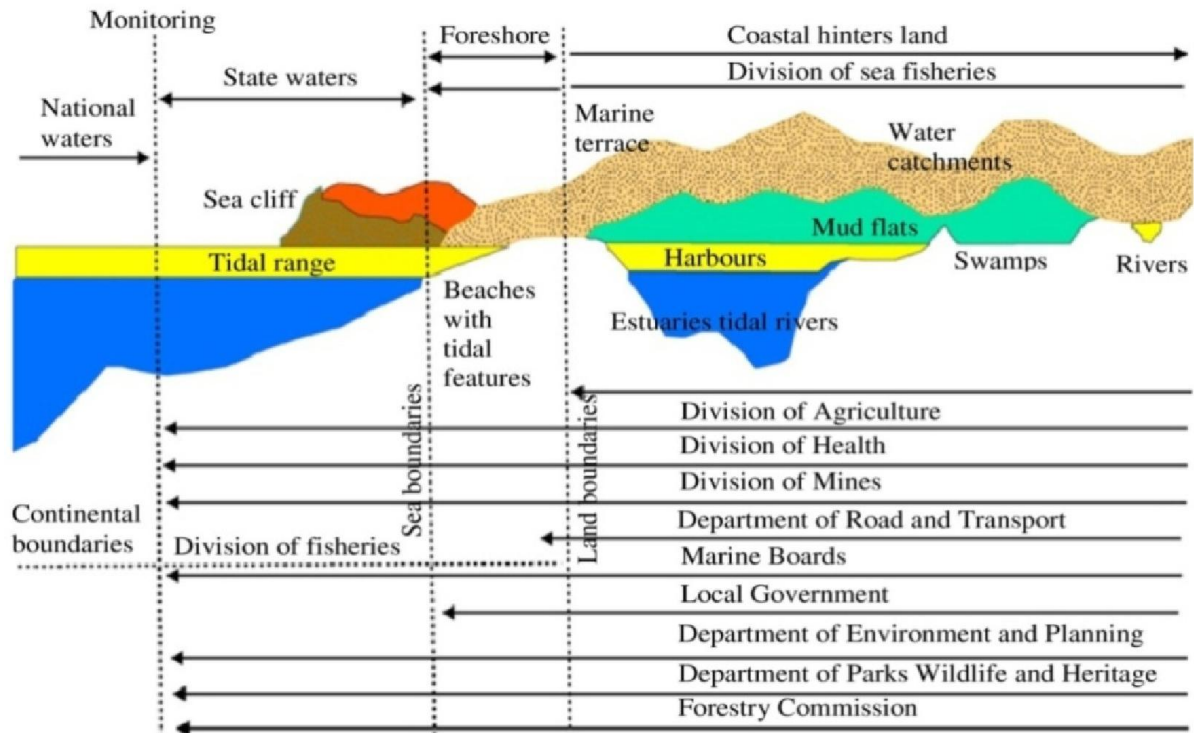 Monitoring
Foreshore
Coastal hinters land
State waters
Division of sea fisheries
National
waters
Marine
terrace
Water
catchments
Sea cliff
Mud flats
Tidal range
Harbours
Swamps
Rivers
Beaches
with
tidal
features
Estuaries tidal rivers
Sea boundaries
Land boundaries
Division of Agriculture
Division of Health
Division of Mines
Continental
boundaries
Department of Road and Transport
Division of fisheries
Marine Boards
Local Government
Department of Environment and Planning
Department of Parks Wildlife and Heritage
Forestry Commission